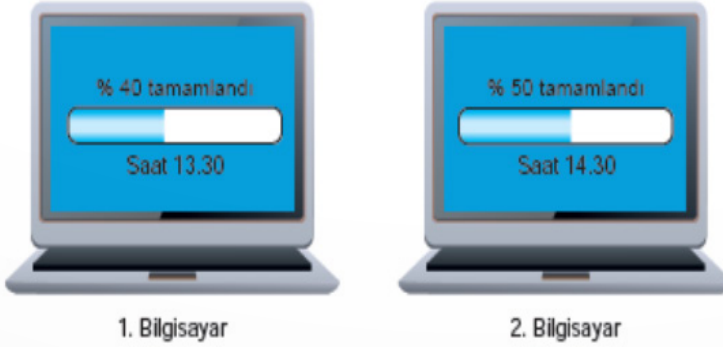 % 40 tamamlandı
Saat 13.30
1. Bilgisayar
% 50 tamamlandı
Saat 14.30
2. Bilgisayar